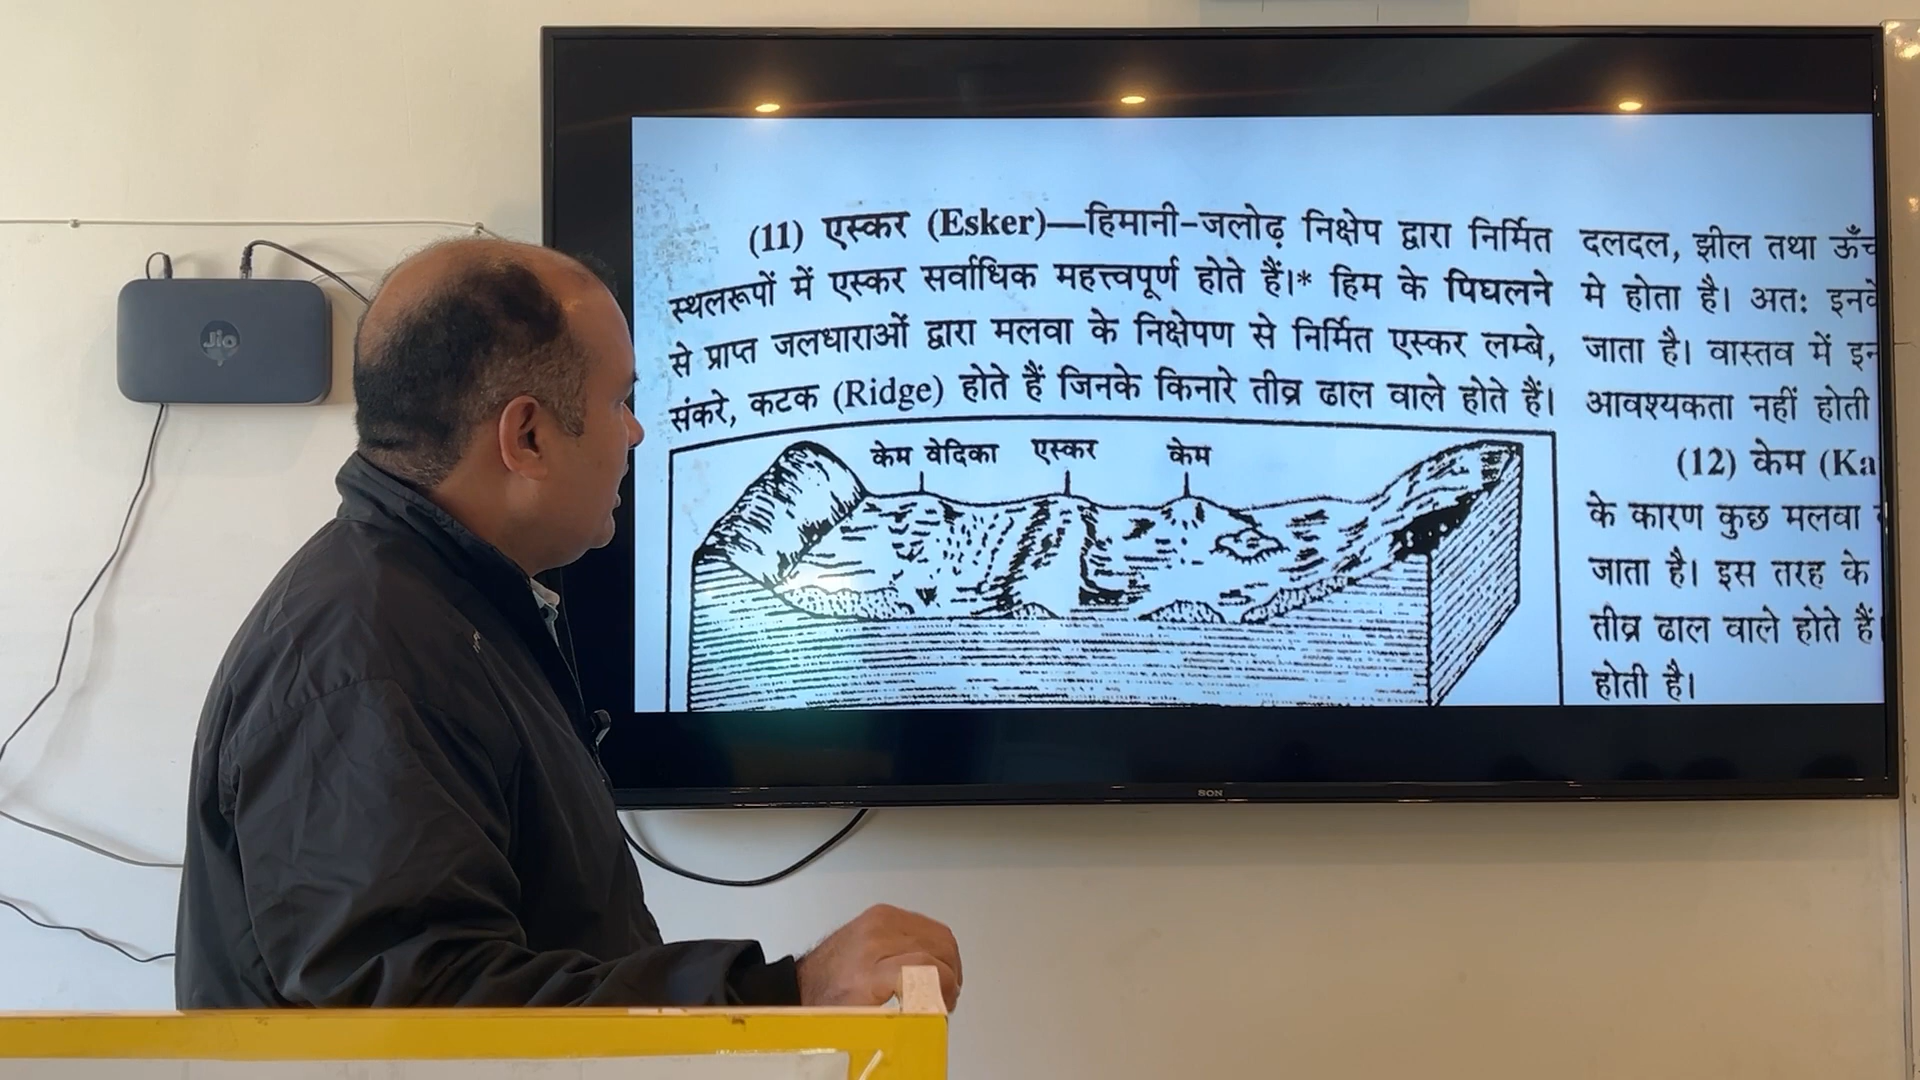 (11) एस्कर (Esker)—हिमानी-जलोढ़ निक्षेप द्वारा निर्मित
स्थलरूपों में एस्कर सर्वाधिक महत्त्वपूर्ण होते हैं।* हिम के पिघलने
से प्राप्त जलधाराओं द्वारा मलवा के निक्षेपण से निर्मित एस्कर लम्बे,
संकरे, कटक (Ridge) होते हैं जिनके किनारे तीव्र ढाल वाले होते हैं।
केम वेदिका एस्कर केम
दलदल, झील तथा
मे होता है। अतः
जाता है। वास्तव में
आवश्यकता नहीं होती
(12) केम (Ka
के कारण कुछ मलवा
जाता है। इस तरह के
तीव्र ढाल वाले होते हैं
होती है।
Jio
SON